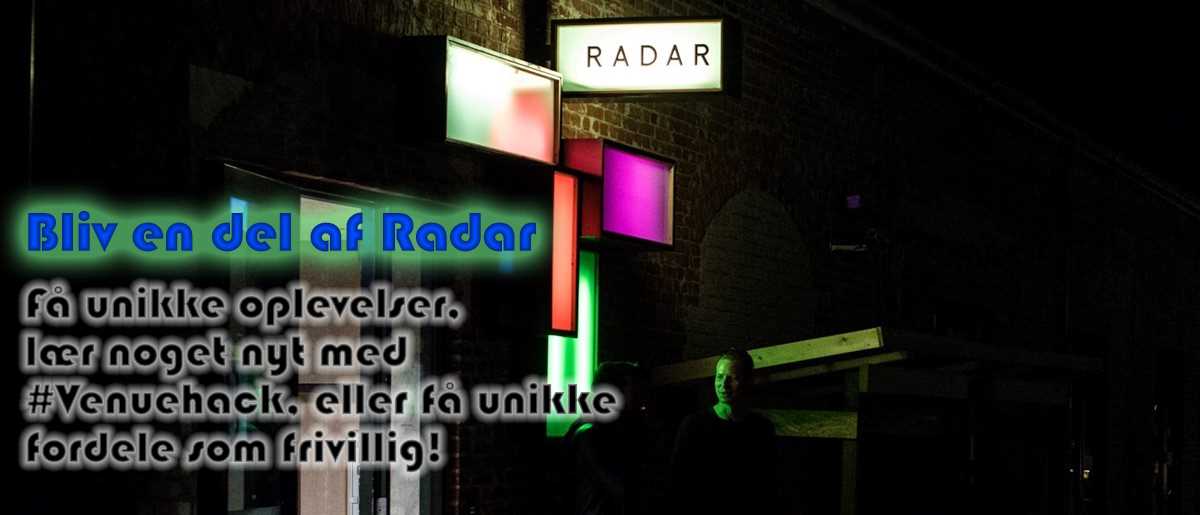 RADAR
Bliv en del af Radar
Få unikke oplevelser,
lær noget nyt med
#Venuehack, eller få unikke
fordele som frivillig!